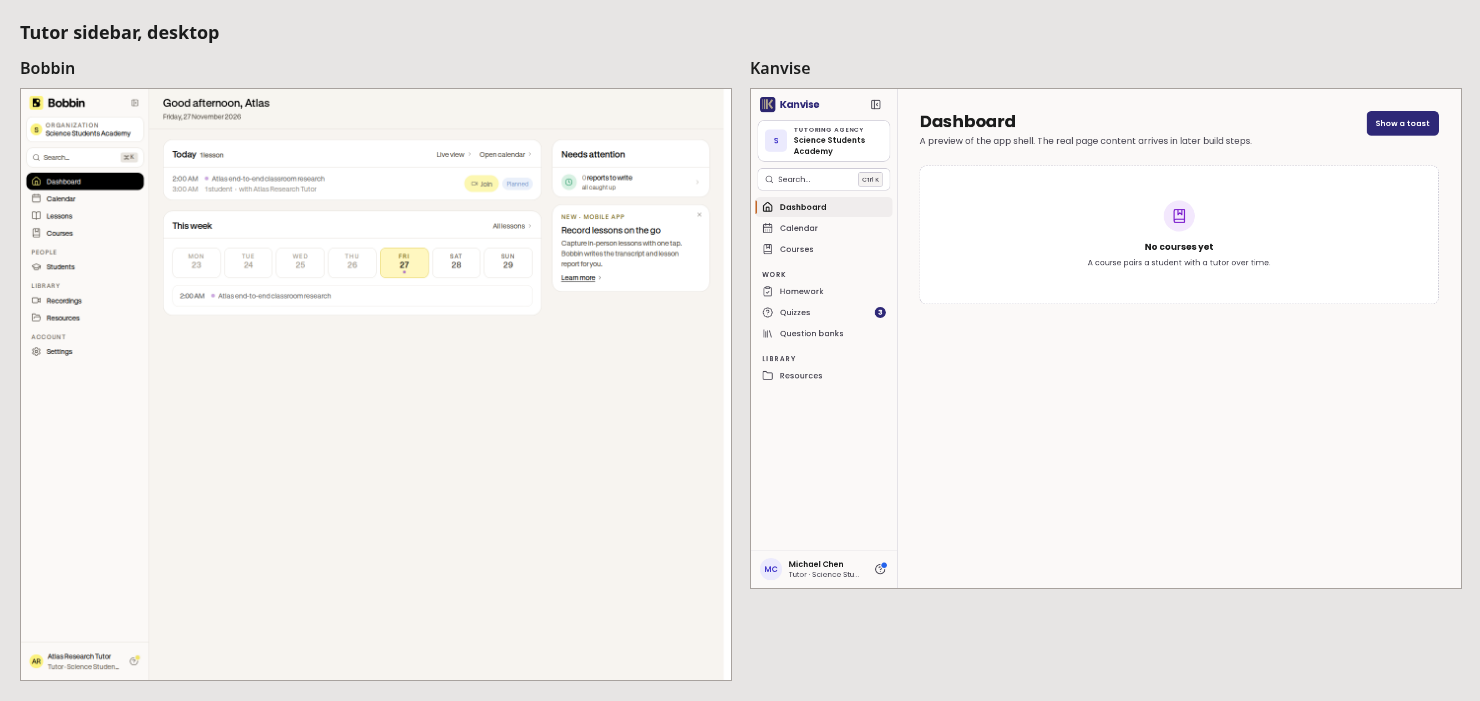 Tutor sidebar, desktop
Bobbin
Bobbin
ORGANIZATION
S
Science Students Academy
Search...
⌘K
Dashboard
Calendar
Lessons
Courses
PEOPLE
Students
LIBRARY
Recordings
Resources
ACCOUNT
Settings
AR
Atlas Research Tutor
Tutor · Science Studen...
Good afternoon, Atlas
Friday, 27 November 2026
Today 1 lesson
Live view
Open calendar
2:00 AM Atlas end-to-end classroom research
3:00 AM 1 student · with Atlas Research Tutor
Join
Planned
This week
All lessons
MON TUE WED THU FRI SAT SUN
23 24 25 26 27 28 29
2:00 AM Atlas end-to-end classroom research
Needs attention
0 reports to write
all caught up
NEW · MOBILE APP
Record lessons on the go
Capture in-person lessons with one tap.
Bobbin writes the transcript and lesson
report for you.
Learn more
Kanvise
Kanvise
TUTORING AGENCY
S
Science Students
Academy
Search...
Ctrl K
Dashboard
Calendar
Courses
WORK
Homework
Quizzes 3
Question banks
LIBRARY
Resources
MC
Michael Chen
Tutor · Science Stu...
Dashboard
A preview of the app shell. The real page content arrives in later build steps.
Show a toast
No courses yet
A course pairs a student with a tutor over time.